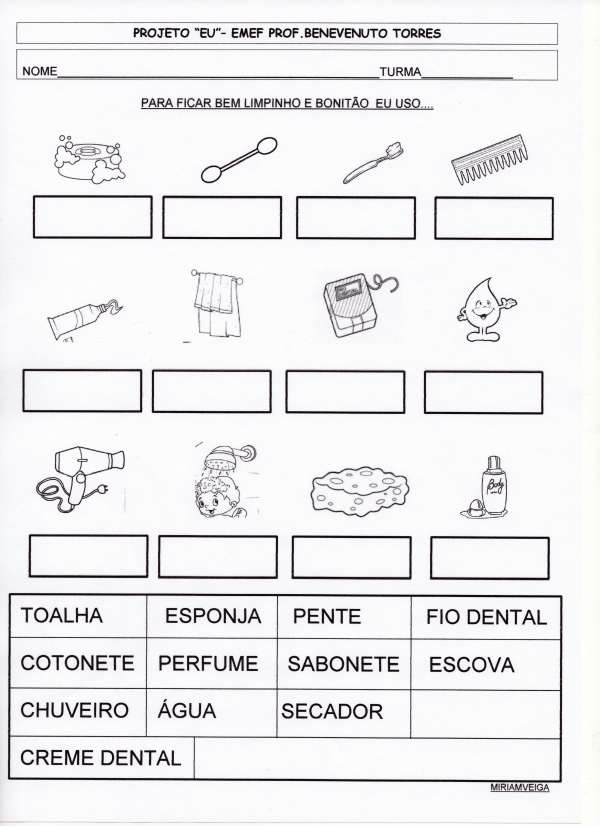 PROJETO "EU"- EMEF PROF.BENEVENUTO TORRES
NOME TURMA
PARA FICAR BEM LIMPINHO E BONITÃO EU USO....
Body
TOALHA ESPONJA PENTE FIO DENTAL
COTONETE PERFUME SABONETE ESCOVA
CHUVEIRO ÁGUA SECADOR
CREME DENTAL
MIRIAMVEIGA